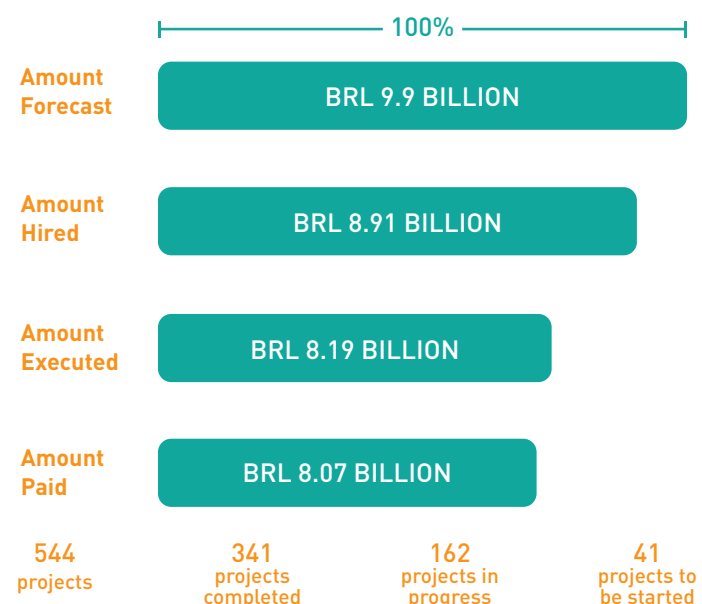 100%
Amount
Forecast
BRL 9.9 BILLION
Amount
Hired
BRL 8.91 BILLION
Amount
Executed
BRL 8.19 BILLION
Amount
Paid
BRL 8.07 BILLION
544
projects
341
projects
completed
162
projects in
progress
41
projects to
be started